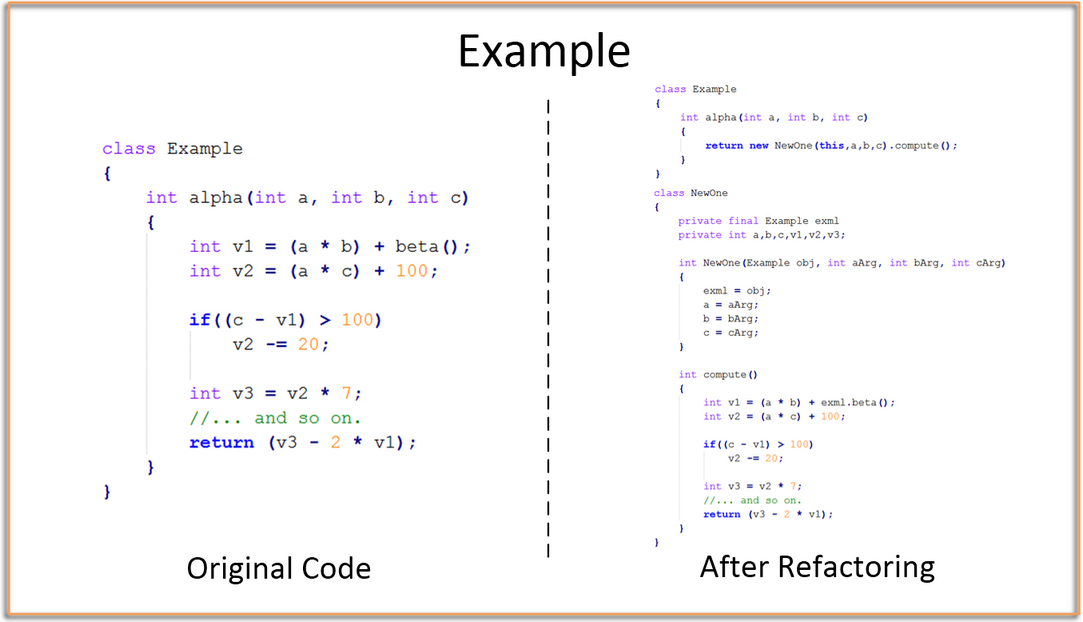 Example
class Example
{
int alpha(int a, int b, int c)
{
int v1 = (a * b) + beta();
int v2 = (a * c) + 100;
if((c - v1) > 100)
v2 -= 20;
int v3 = v2 * 7;
//... and so on.
return (v3 - 2 * v1);
}
}
Original Code
class Example
{
int alpha(int a, int b, int c)
{
return new NewOne(this,a,b,c).compute();
}
}
class NewOne
{
private final Example exml
private int a,b,c,v1,v2,v3;
int NewOne(Example obj, int aArg, int bArg, int cArg)
{
exml = obj;
a = aArg;
b = bArg;
c = cArg;
}
int compute()
{
int v1 = (a * b) + exml.beta();
int v2 = (a * c) + 100;
if((c - v1) > 100)
v2 -= 20;
int v3 = v2 * 7;
//... and so on.
return (v3 - 2 * v1);
}
}
After Refactoring